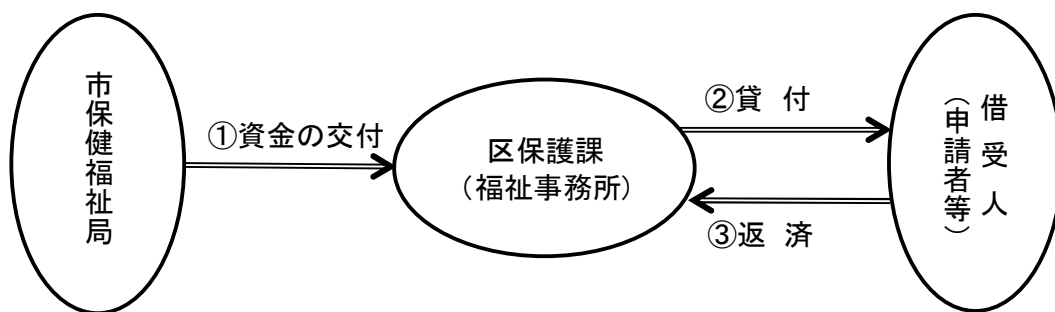 市保健福祉局
①資金の交付
区保護課
(福祉事務所)
②貸 付
③返 済
借 受 人
(申請者等)